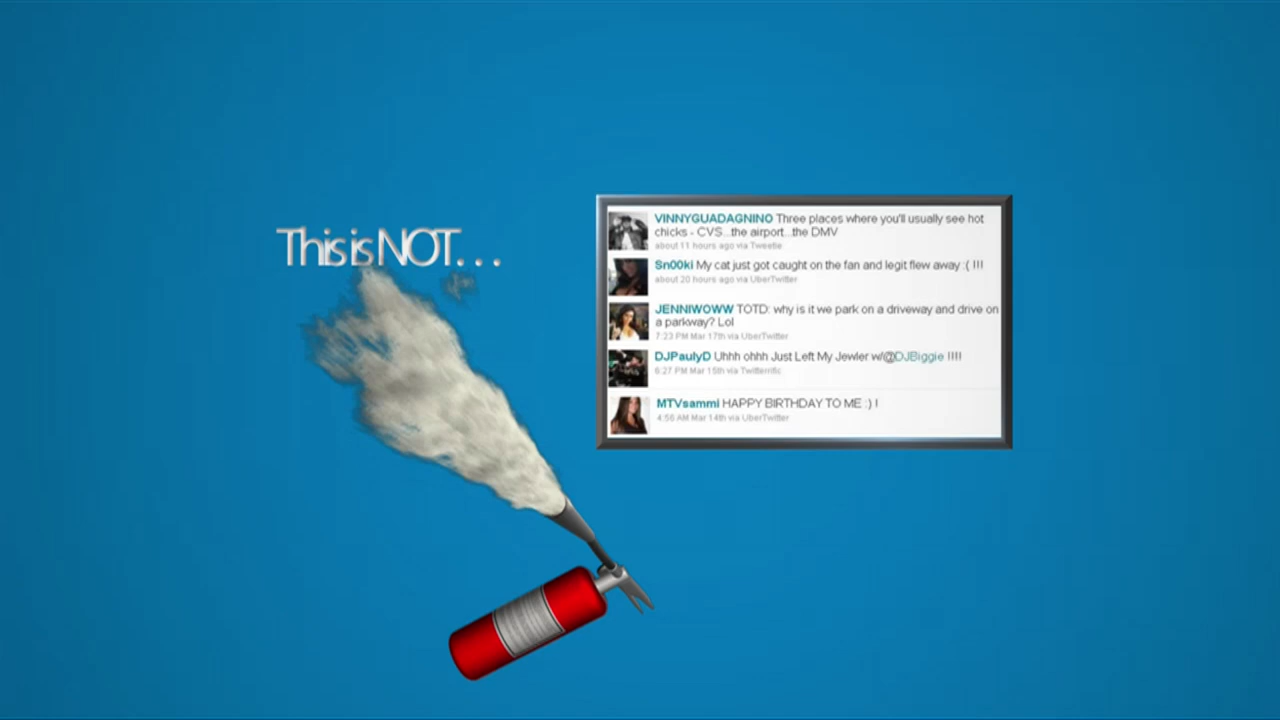 This is NOT. . .
VINNYGUADAGNINO Three places where you'll usually see hot
chicks - CVS...the airport...the DMV
about 11 hours ago via Tweetie
Sn00ki My cat just got caught on the fan and legit flew away :( !!!
about 20 hours ago via UberTwitter
JENNIWOWW TOTD: why is it we park on a driveway and drive on
a parkway? Lol
7:23 PM Mar 17th via UberTwitter
DJPaulyD Uhhh ohhh Just Left My Jewler w/@DJBiggie !!!!
6:27 PM Mar 15th via Twitterrific
MTVsammi HAPPY BIRTHDAY TO ME :) !
4:56 AM Mar 14th via UberTwitter